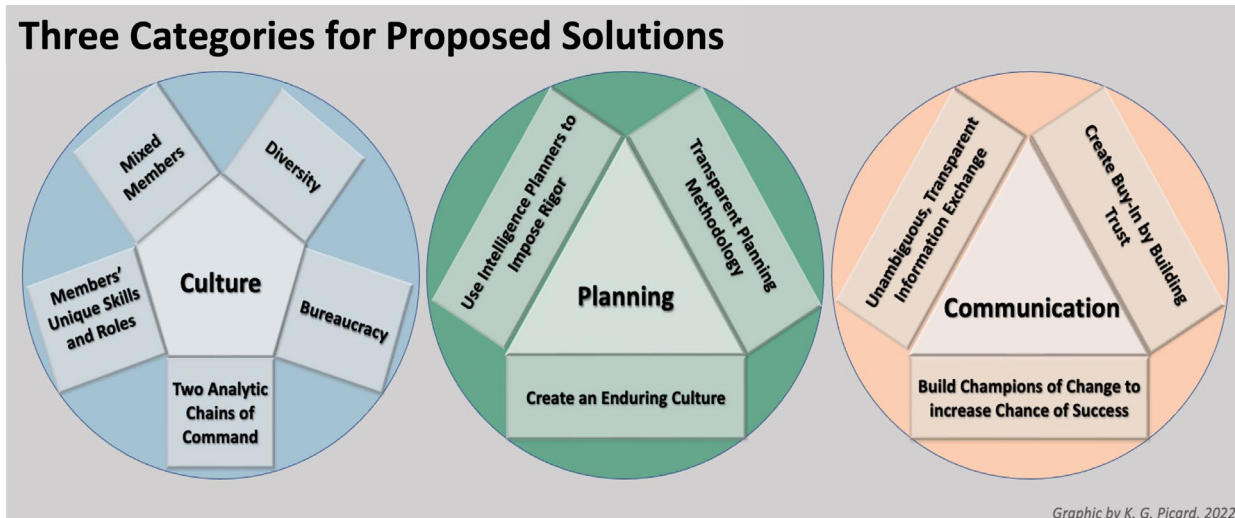 Three Categories for Proposed Solutions
Mixed
Members
Diversity
Members'
Unique Skills
and Roles
Culture
Bureaucracy
Two Analytic
Chains of
Command
Use Intelligence Planners to
Impose Rigor
Transparent Planning
Methodology
Planning
Create an Enduring Culture
Unambiguous, Transparent
Information Exchange
Create Buy-In by Building
Trust
Communication
Build Champions of Change to
increase Chance of Success
Graphic by K. G. Picard, 2022